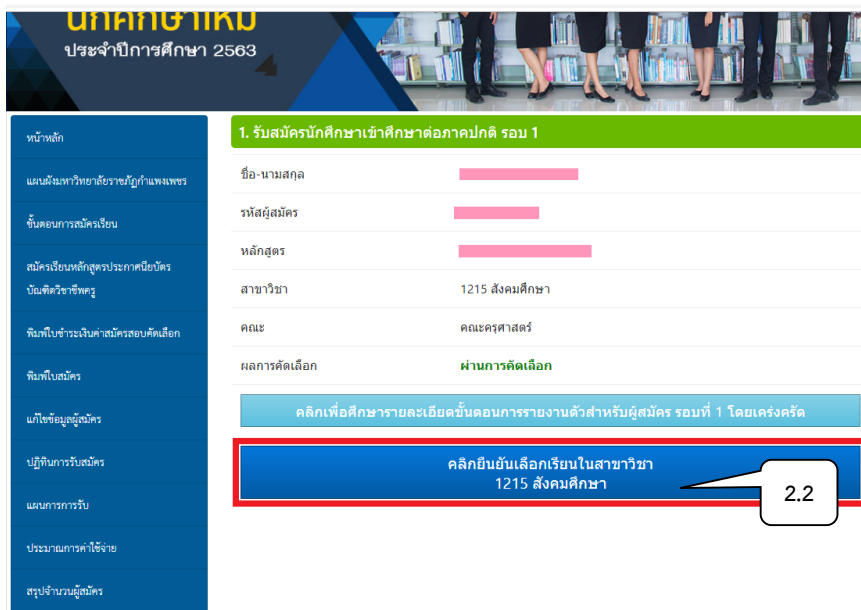 นักศึกษาใหม่
ประจำปีการศึกษา 2563
หน้าหลัก
แผนผังมหาวิทยาลัยราชภัฏกำแพงเพชร
ขั้นตอนการสมัครเรียน
สมัครเรียนหลักสูตรประกาศนียบัตร
บัณฑิตวิชาชีพครู
พิมพ์ใบชำระเงินค่าสมัครสอบคัดเลือก
พิมพ์ใบสมัคร
แก้ไขข้อมูลผู้สมัคร
ปฏิทินการรับสมัคร
แผนการการรับ
ประมาณการค่าใช้จ่าย
สรุปจำนวนผู้สมัคร
1. รับสมัครนักศึกษาเข้าศึกษาต่อภาคปกติ รอบ 1
ชื่อ-นามสกุล
รหัสผู้สมัคร
หลักสูตร
สาขาวิชา 1215 สังคมศึกษา
คณะ คณะครุศาสตร์
ผลการคัดเลือก ผ่านการคัดเลือก
คลิกเพื่อศึกษารายละเอียดขั้นตอนการรายงานตัวสำหรับผู้สมัคร รอบที่ 1 โดยเคร่งครัด
คลิกยืนยันเลือกเรียนในสาขาวิชา
1215 สังคมศึกษา
2.2